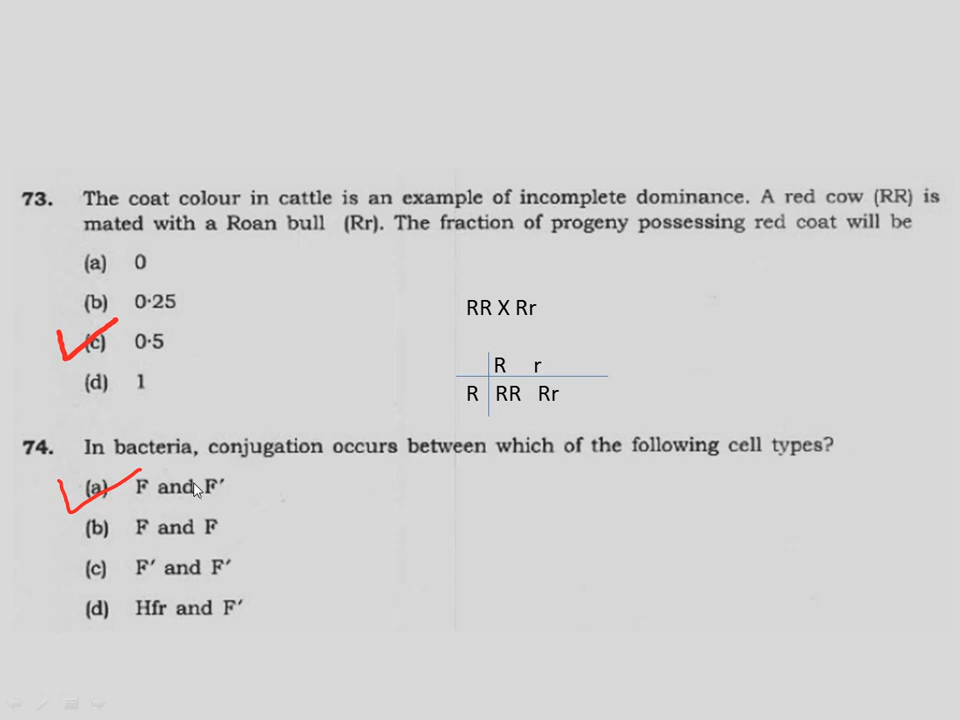 73. The coat colour in cattle is an example of incomplete dominance. A red cow (RR) is
mated with a Roan bull (Rr). The fraction of progeny possessing red coat will be
(a) 0
(b) 0·25
(c) 0·5
(d) 1
RR X Rr
R r
R RR Rr
74. In bacteria, conjugation occurs between which of the following cell types?
(a) F and F′
(b) F and F
(c) F′ and F′
(d) Hfr and F′